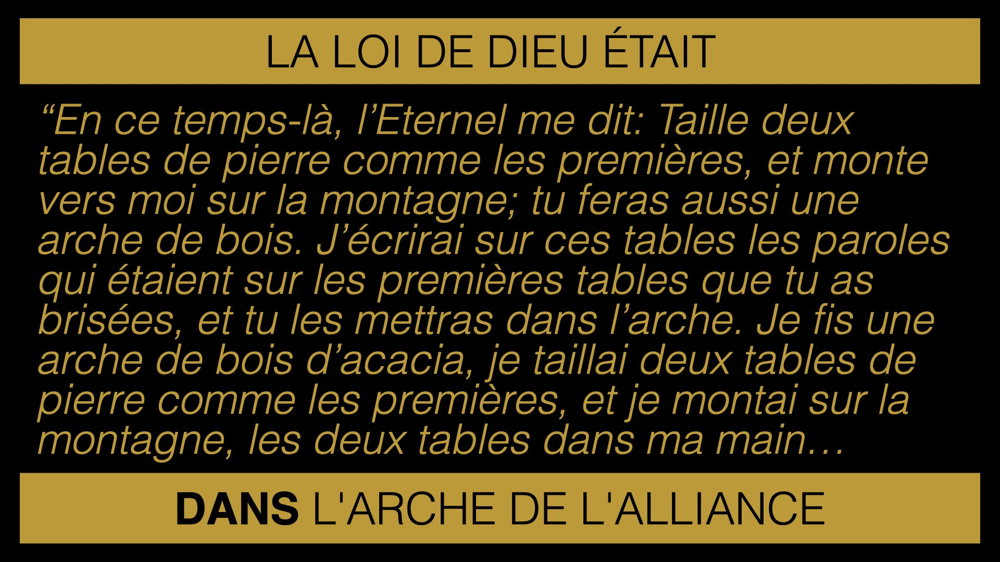 LA LOI DE DIEU ÉTAIT
“En ce temps-là, l’Eternel me dit: Taille deux
tables de pierre comme les premières, et monte
vers moi sur la montagne; tu feras aussi une
arche de bois. J’écrirai sur ces tables les paroles
qui étaient sur les premières tables que tu as
brisées, et tu les mettras dans l’arche. Je fis une
arche de bois d’acacia, je taillai deux tables de
pierre comme les premières, et je montai sur la
montagne, les deux tables dans ma main…
DANS L'ARCHE DE L'ALLIANCE